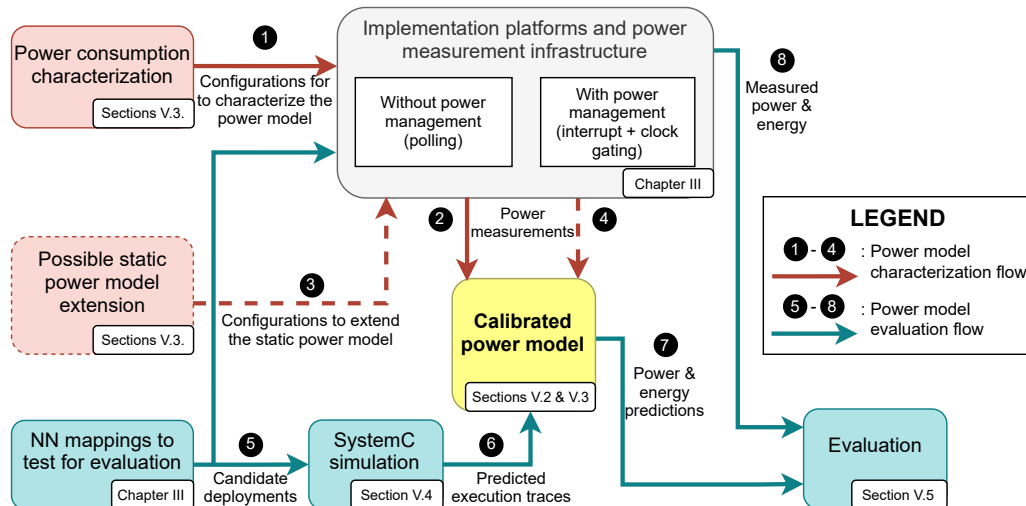 Power consumption
characterization
Sections V.3.
1
Configurations for
to characterize the
power model
Implementation platforms and power
measurement infrastructure
Without power
management
(polling)
With power
management
(interrupt + clock
gating)
Chapter III
8
Measured
power &
energy
2
Power
measurements
4
Possible static
power model
extension
Sections V.3.
3
Configurations to extend
the static power model
Calibrated
power model
Sections V.2 & V.3
7
Power &
energy
predictions
LEGEND
1 - 4 : Power model
characterization flow
5 - 8 : Power model
evaluation flow
NN mappings to
test for evaluation
Chapter III
5
Candidate
deployments
SystemC
simulation
Section V.4
6
Predicted
execution traces
Evaluation
Section V.5